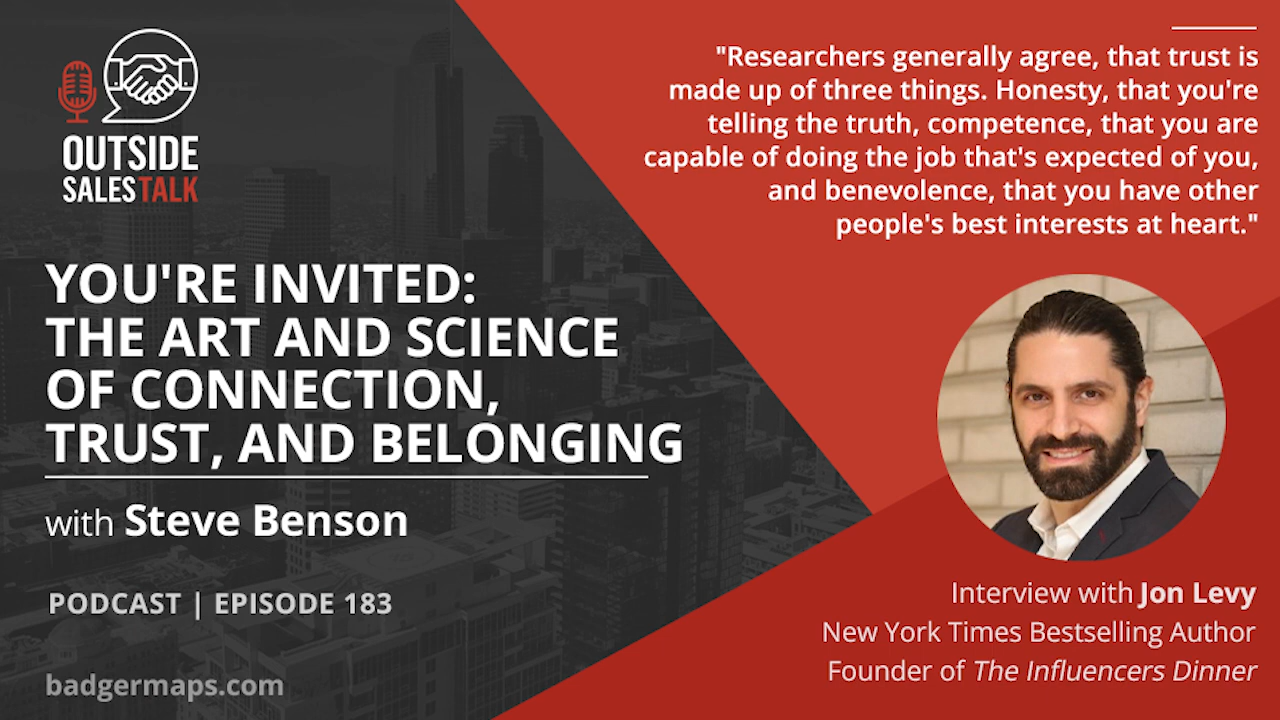 OUTSIDE
SALESTALK
YOU'RE INVITED:
THE ART AND SCIENCE
OF CONNECTION,
TRUST, AND BELONGING
with Steve Benson
PODCAST | EPISODE 183
badgermaps.com
"Researchers generally agree, that trust is
made up of three things. Honesty, that you're
telling the truth, competence, that you are
capable of doing the job that's expected of you,
and benevolence, that you have other
people's best interests at heart."
Interview with Jon Levy
New York Times Bestselling Author
Founder of The Influencers Dinner